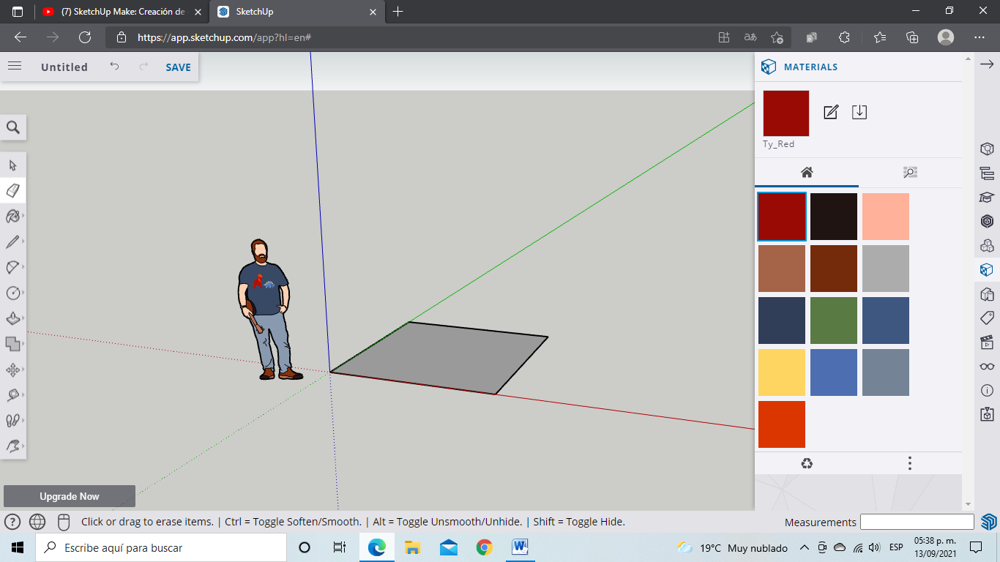 (7) SketchUp Make: Creación de
SketchUp
https://app.sketchup.com/app?hl=en#
aあ
Untitled
SAVE
MATERIALS
Ty_Red
Upgrade Now
Click or drag to erase items. | Ctrl = Toggle Soften/Smooth. | Alt = Toggle Unsmooth/Unhide. | Shift = Toggle Hide.
Measurements
Escribe aquí para buscar
19°C Muy nublado
ESP
05:38 p. m.
13/09/2021